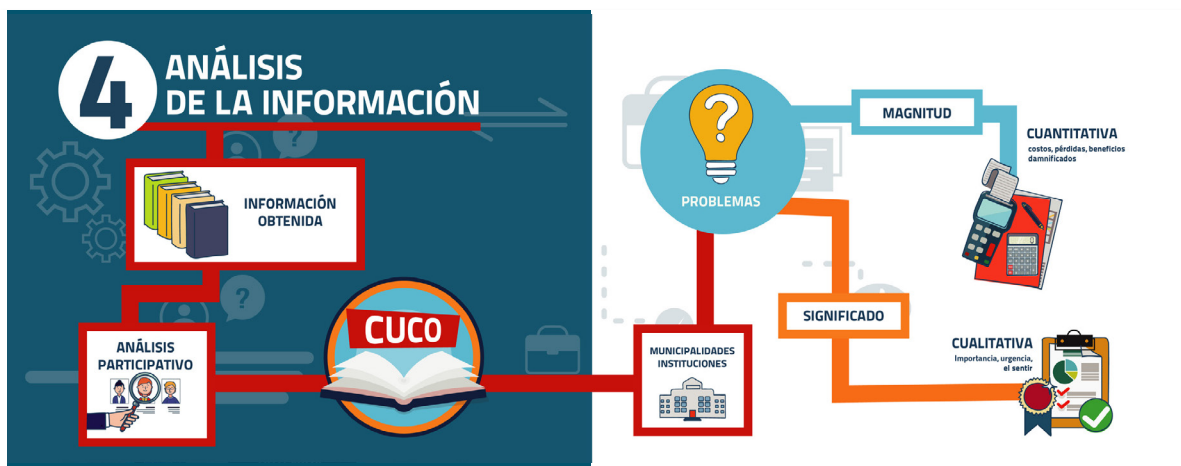 4
ANÁLISIS
DE LA INFORMACIÓN
INFORMACIÓN
OBTENIDA
ANÁLISIS
PARTICIPATIVO
CUCO
MUNICIPALIDADES
INSTITUCIONES
PROBLEMAS
MAGNITUD
CUANTITATIVA
costos, pérdidas, beneficios
damnificados
SIGNIFICADO
CUALITATIVA
Importancia, urgencia,
el sentir